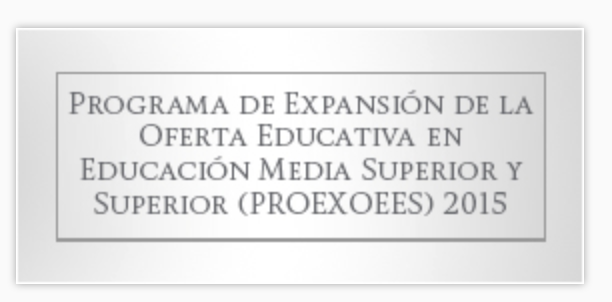 Programa de Expansión de la
Oferta Educativa en
Educación Media Superior y
Superior (PROEXOEES) 2015